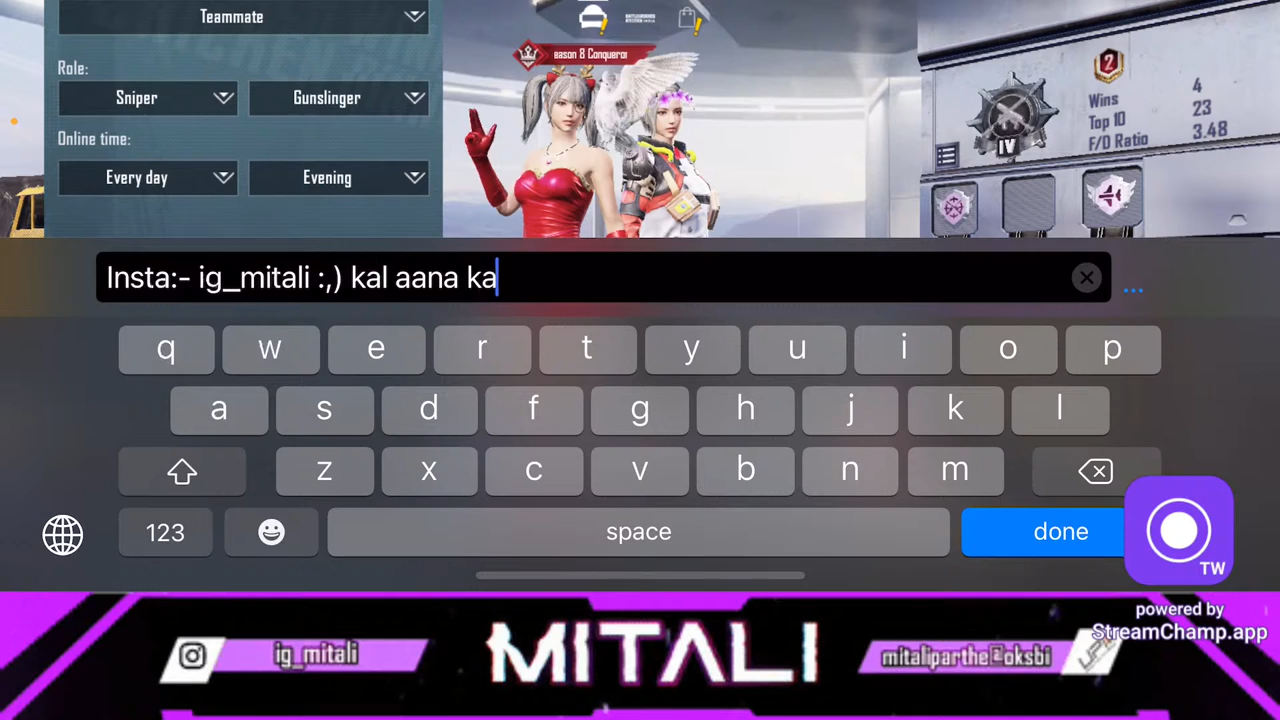 Teammate
Role:
Sniper
Gunslinger
Online time:
Every day
Evening
eason 8 Conqueror
2
IV
Wins 4
Top 10 23
F/D Ratio 3.48
Insta:- ig_mitali :,) kal aana ka
...
q w e r t y u i o p
a s d f g h j k l
z x c v b n m
123
space
done
TW
powered by
StreamChamp.app
ig_mitali
MITALI
mitaliparthe@oksbi
UPI